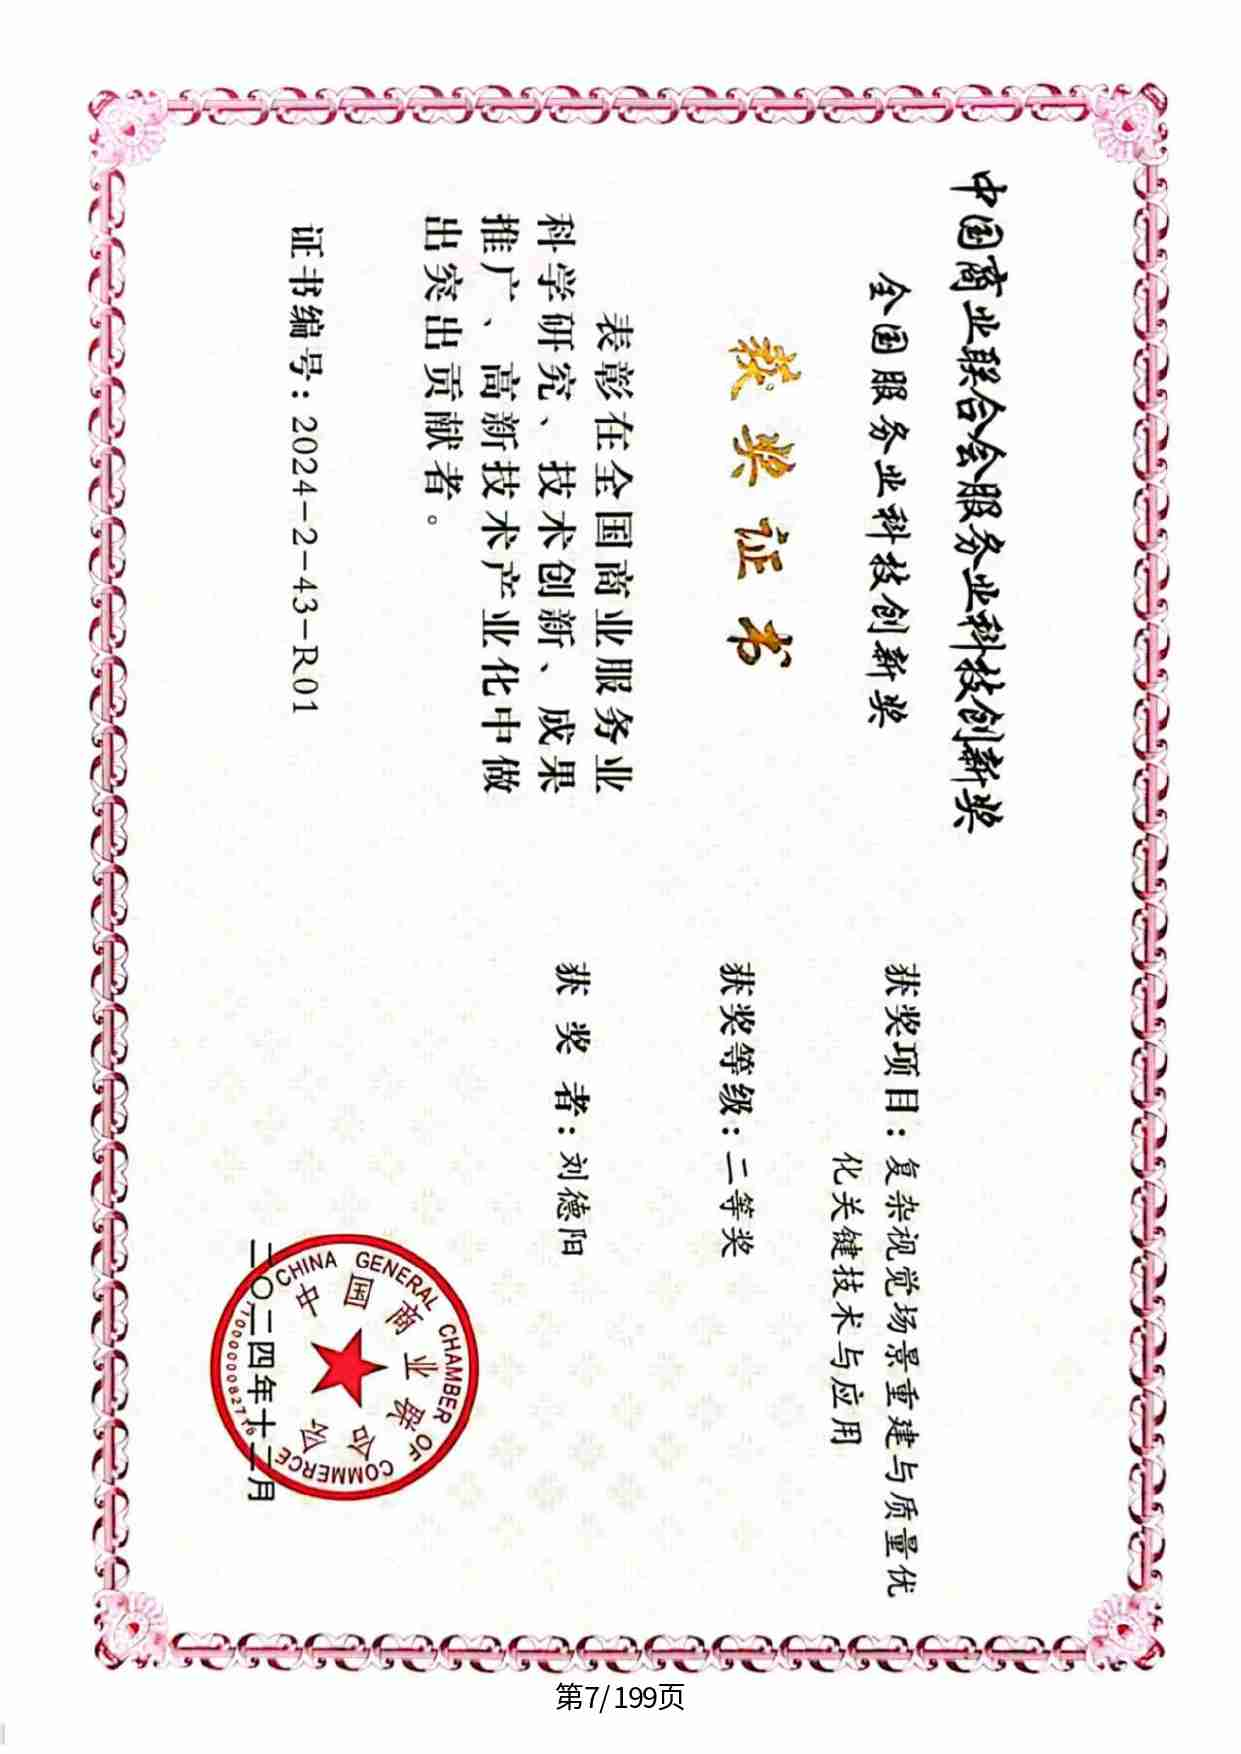 中国商业联合会服务业科技创新奖
全国服务业科技创新奖
获奖证书
表彰在全国商业服务业
科学研究、技术创新、成果
推广、高新技术产业化中做
出突出贡献者。
证书编号：2024-2-43-R01
获奖项目：复杂视觉场景重建与质量优
化关键技术与应用
获奖等级：二等奖
获奖者：刘德阳
中国商业联合会
CHINA GENERAL CHAMBER OF COMMERCE
二〇二四年十一月
第7/199页